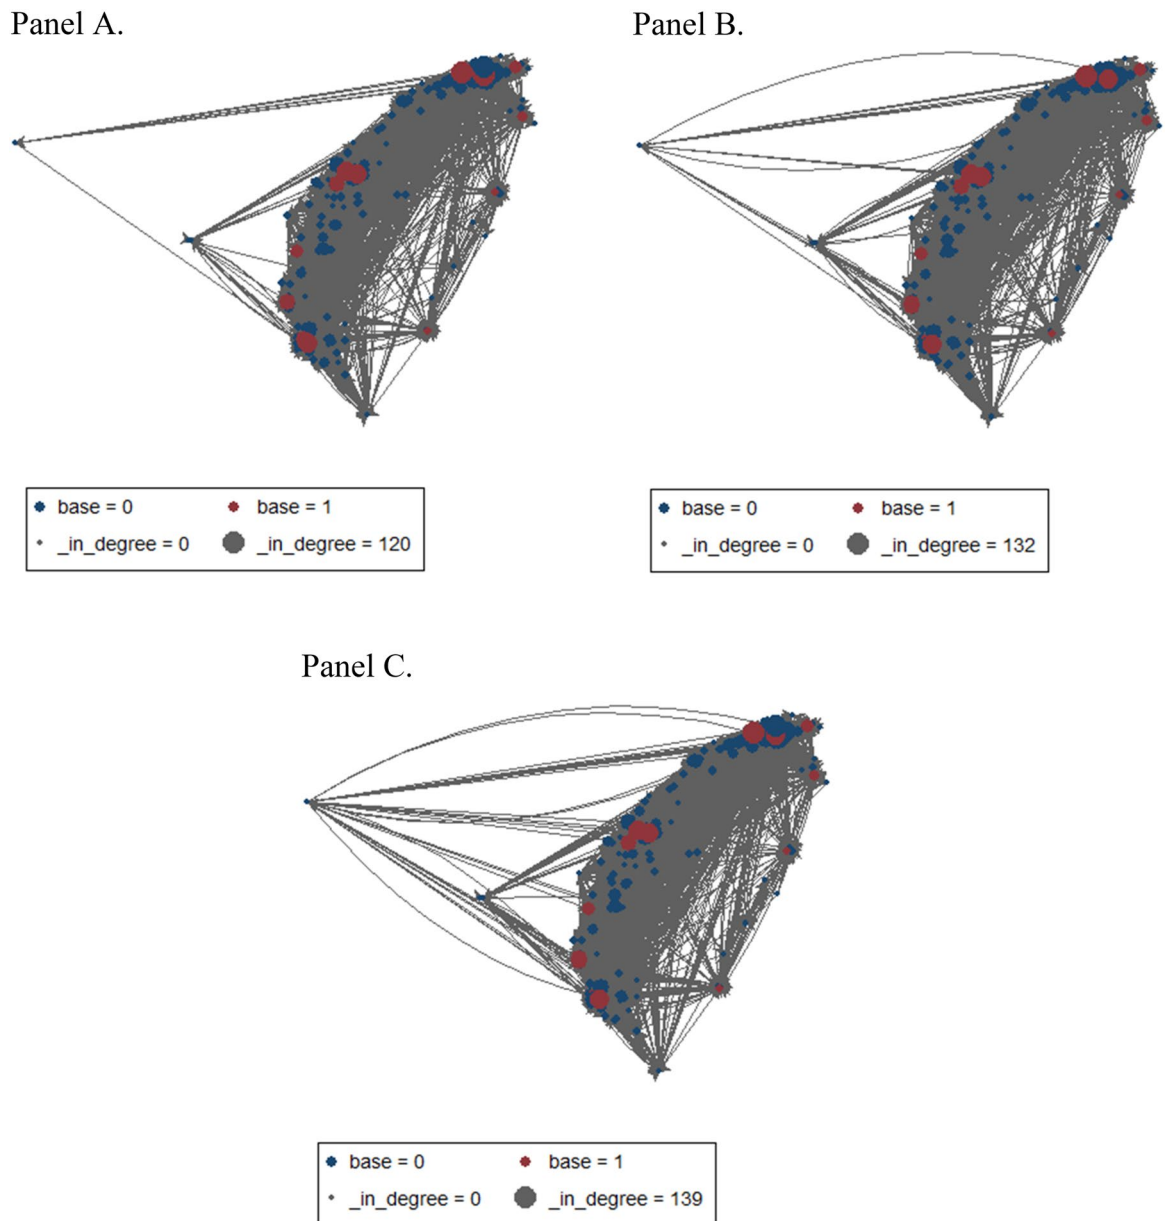 Panel A.
Panel B.
base = 0 base = 1
_in_degree = 0 _in_degree = 120
base = 0 base = 1
_in_degree = 0 _in_degree = 132
Panel C.
base = 0 base = 1
_in_degree = 0 _in_degree = 139